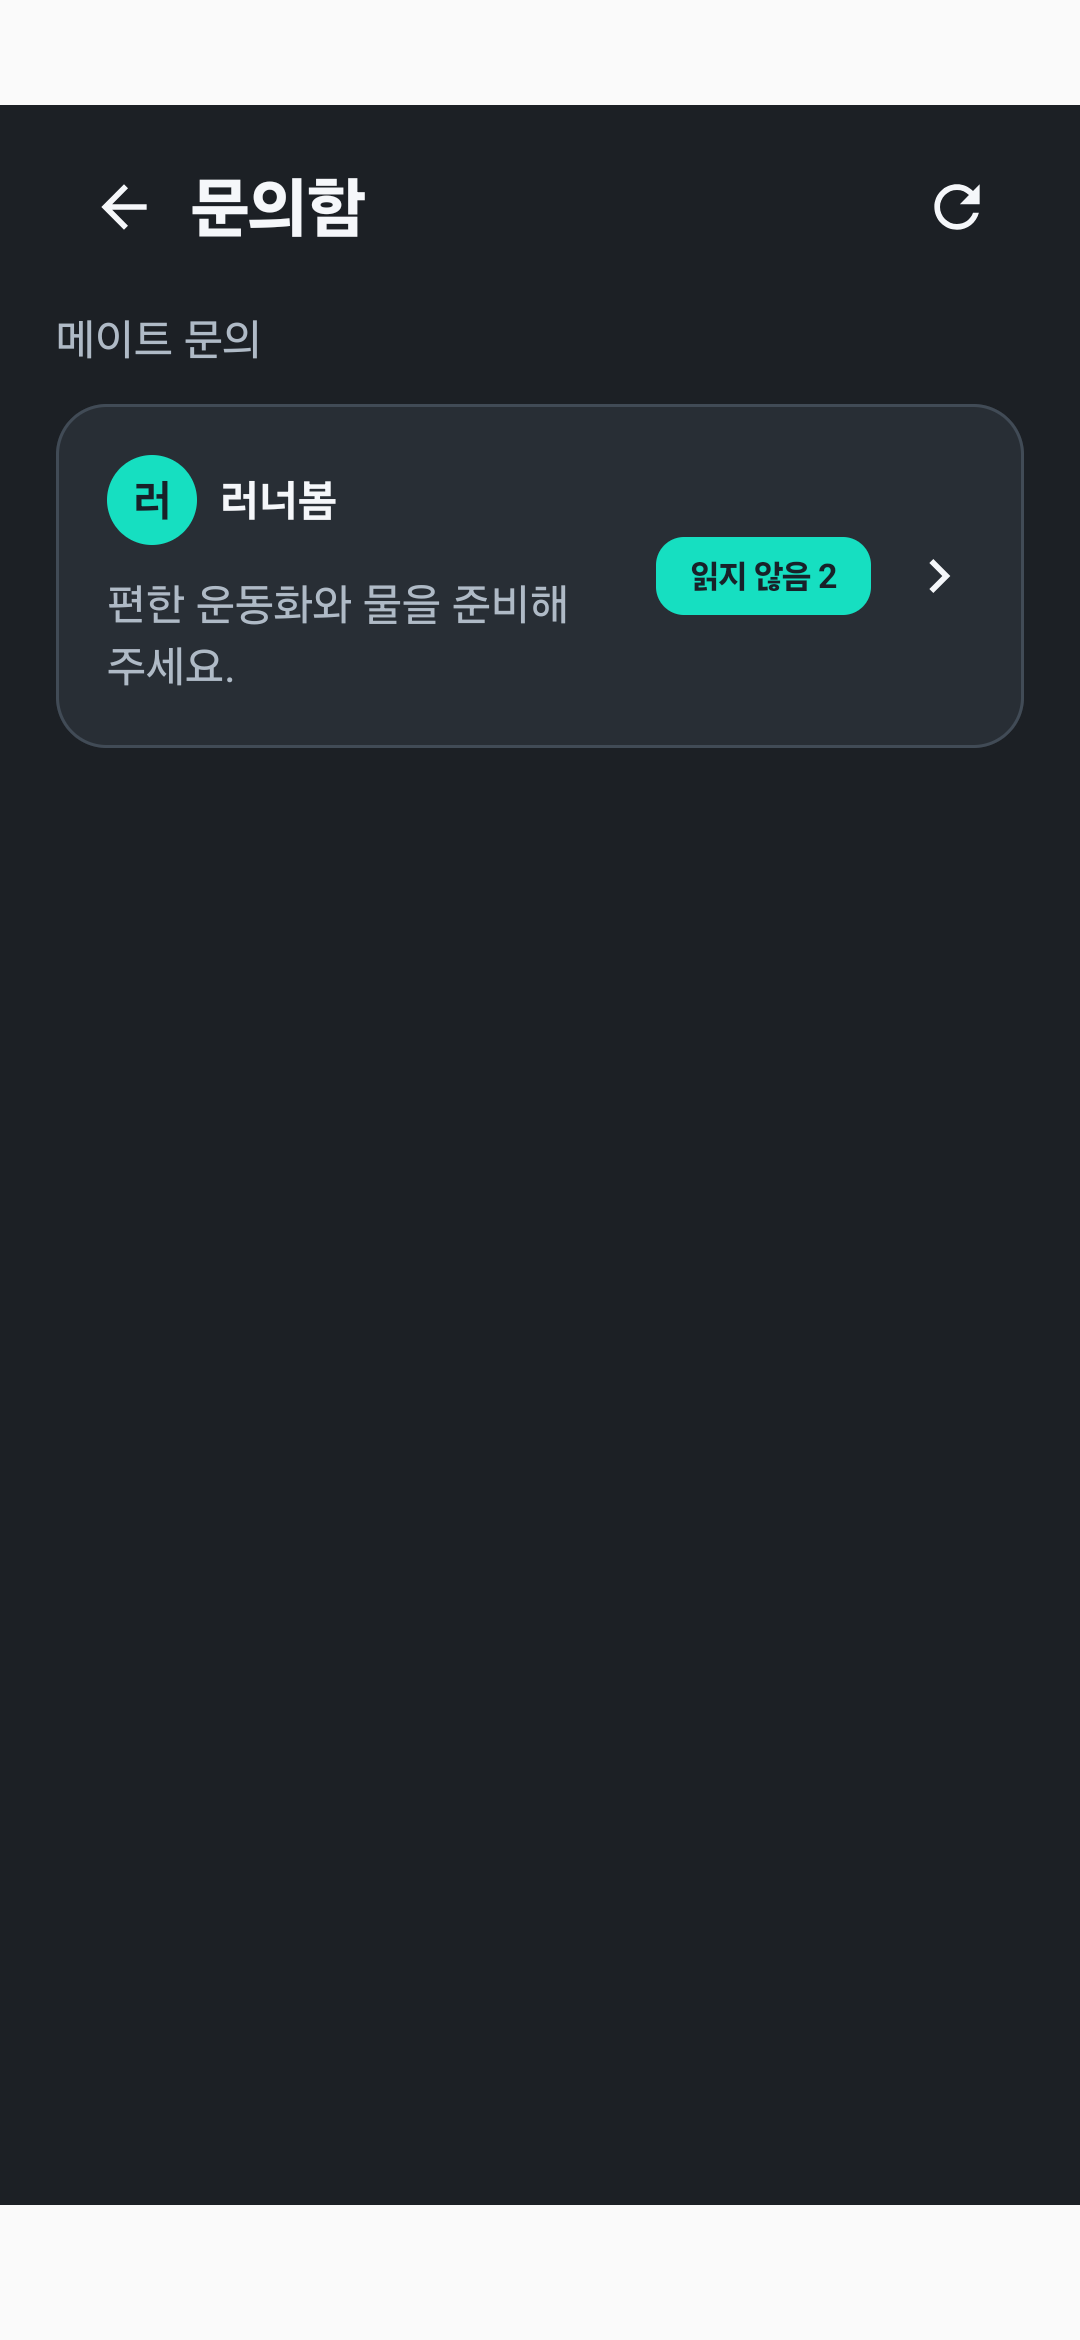 문의함
메이트 문의
러 러너봄
편한 운동화와 물을 준비해
주세요.
읽지 않음 2